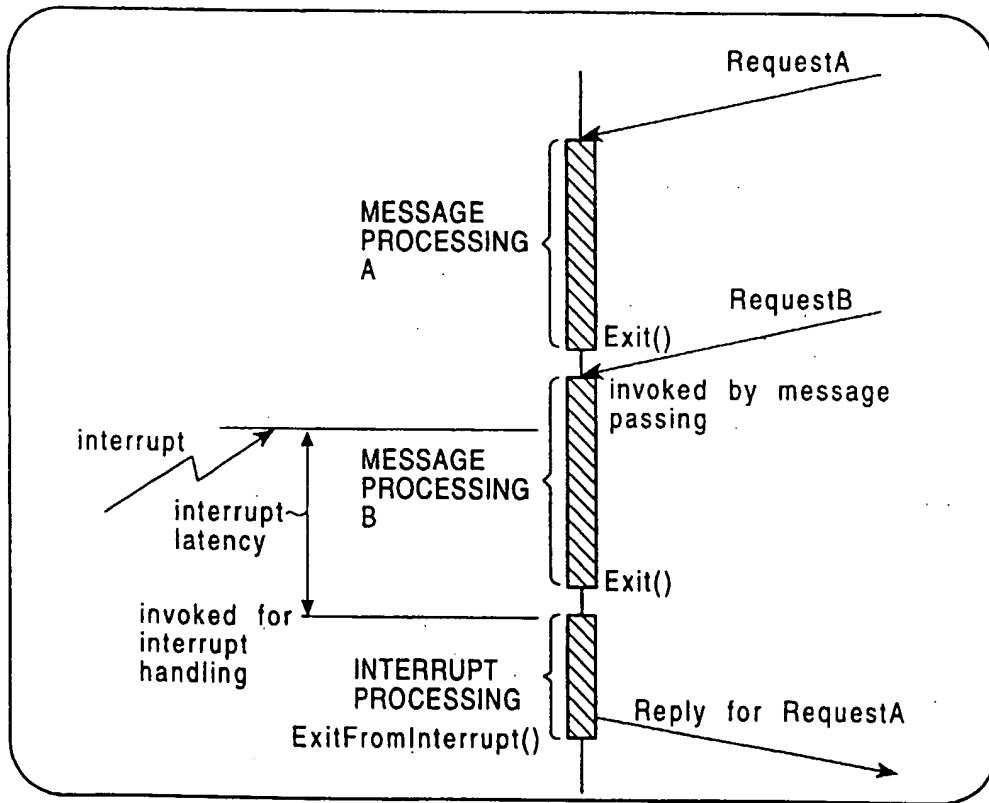 RequestA
MESSAGE
PROCESSING
A
RequestB
Exit()
invoked by message
passing
interrupt
MESSAGE
PROCESSING
B
interrupt
latency
Exit()
invoked for
interrupt
handling
INTERRUPT
PROCESSING
Reply for RequestA
ExitFromInterrupt()